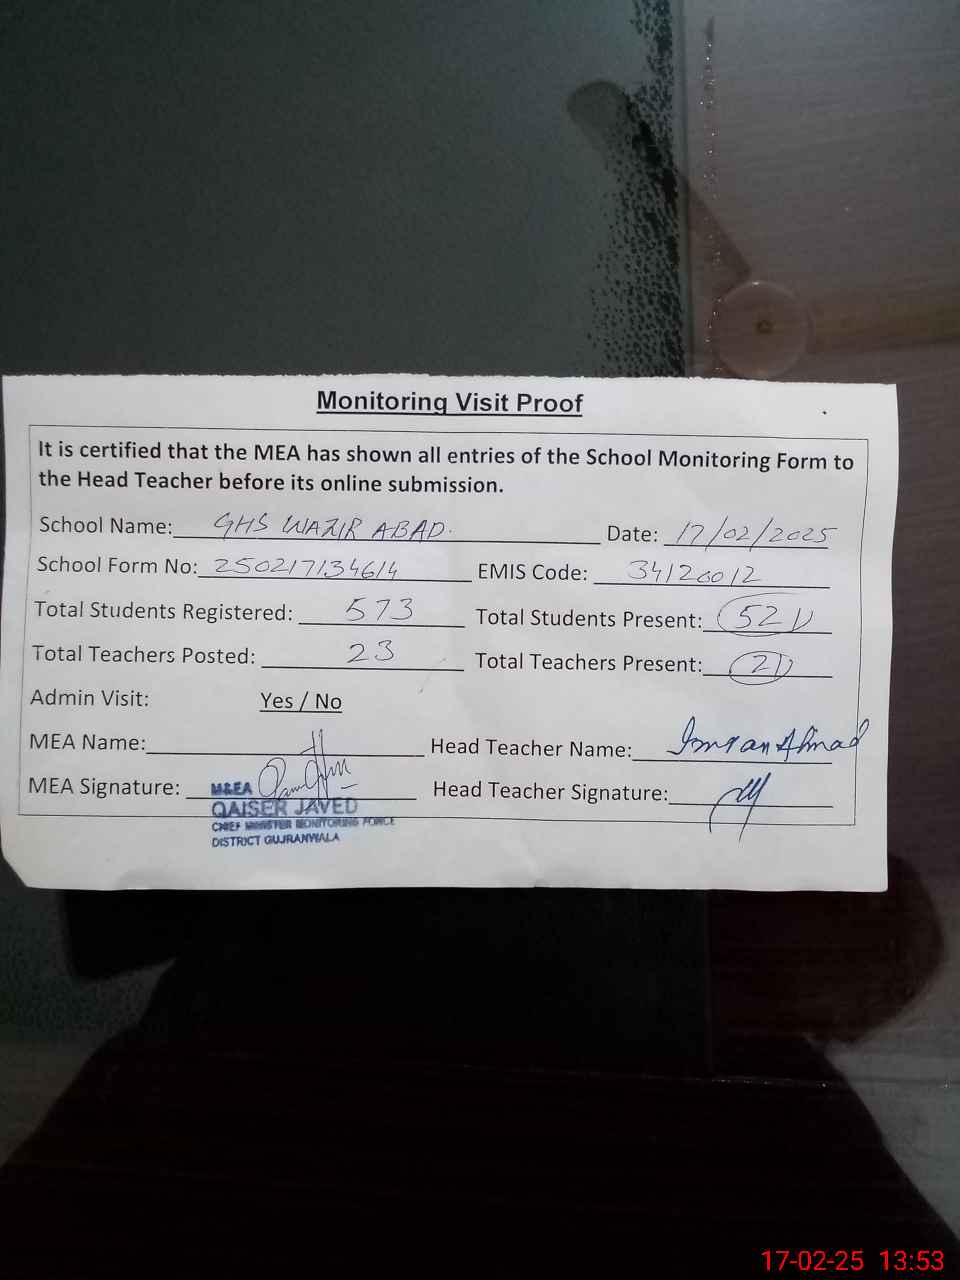 Monitoring Visit Proof
It is certified that the MEA has shown all entries of the School Monitoring Form to
the Head Teacher before its online submission.
School Name: GHS WAZIR ABAD. Date: 17/02/2025
School Form No: 250217134614 EMIS Code: 34120012
Total Students Registered: 573 Total Students Present: 521
Total Teachers Posted: 23 Total Teachers Present: 21
Admin Visit: Yes / No
MEA Name: Head Teacher Name: Imran Ahmad
MEA Signature: Head Teacher Signature:
M&EA
QAISER JAVED
CHIEF MINISTER MONITORING FORCE
DISTRICT GUJRANWALA
17-02-25 13:53